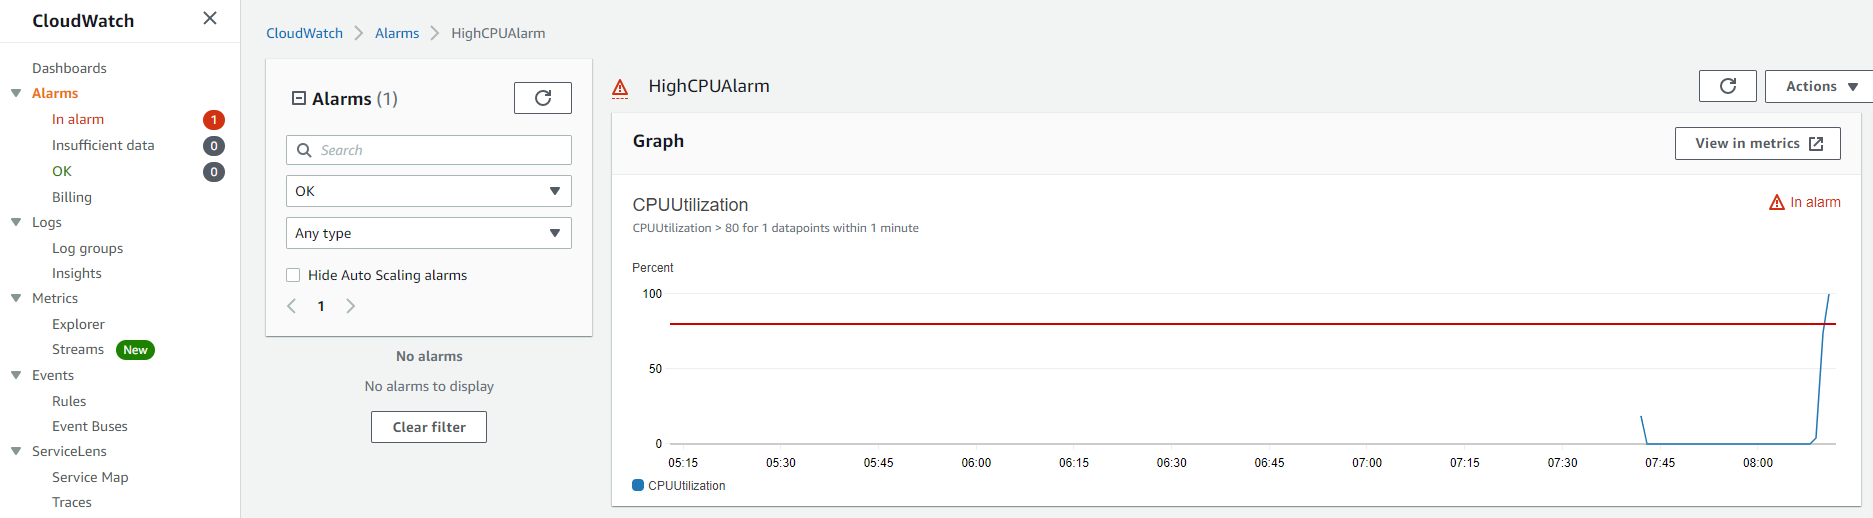 CloudWatch
Dashboards
Alarms
In alarm 1
Insufficient data 0
OK 0
Billing
Logs
Log groups
Insights
Metrics
Explorer
Streams New
Events
Rules
Event Buses
ServiceLens
Service Map
Traces
CloudWatch Alarms HighCPUAlarm
Alarms (1)
Search
OK
Any type
Hide Auto Scaling alarms
1
No alarms
No alarms to display
Clear filter
HighCPUAlarm
Actions
Graph
View in metrics
CPUUtilization
In alarm
CPUUtilization > 80 for 1 datapoints within 1 minute
Percent
100
50
0
05:15 05:30 05:45 06:00 06:15 06:30 06:45 07:00 07:15 07:30 07:45 08:00
CPUUtilization